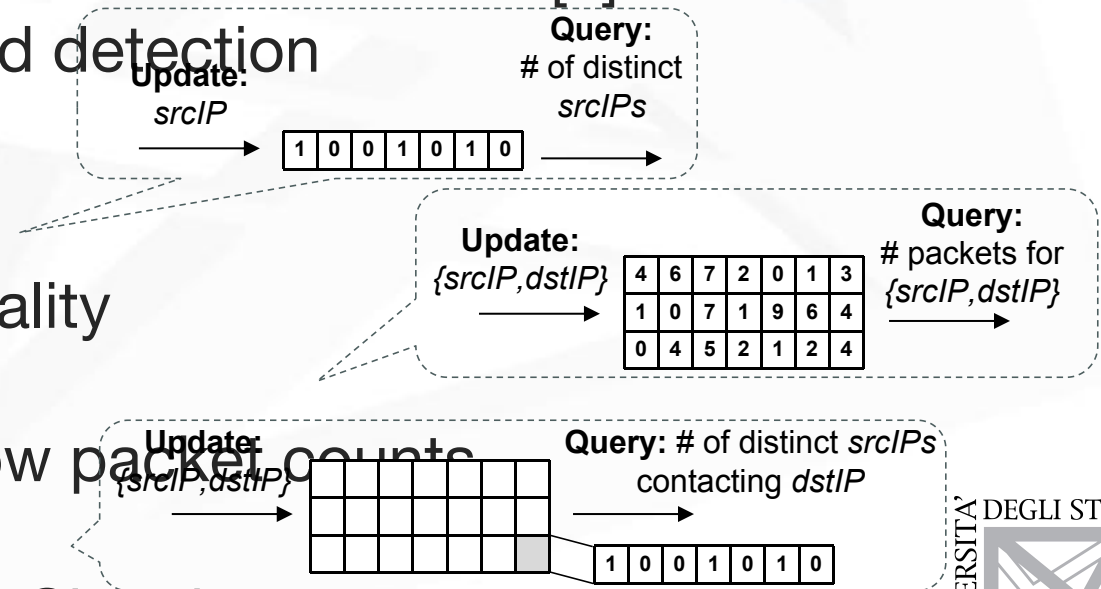 d detection
Update:
srcIP
Query:
# of distinct
srcIPs
1 0 0 1 0 1 0
ality
Update:
{srcIP,dstIP}
4 6 7 2 0 1 3
1 0 7 1 9 6 4
0 4 5 2 1 2 4
Query:
# packets for
{srcIP,dstIP}
ow packet counts
Update:
{srcIP,dstIP}
Query: # of distinct srcIPs
contacting dstIP
1 0 0 1 0 1 0
ERSITA’
DEGLI ST